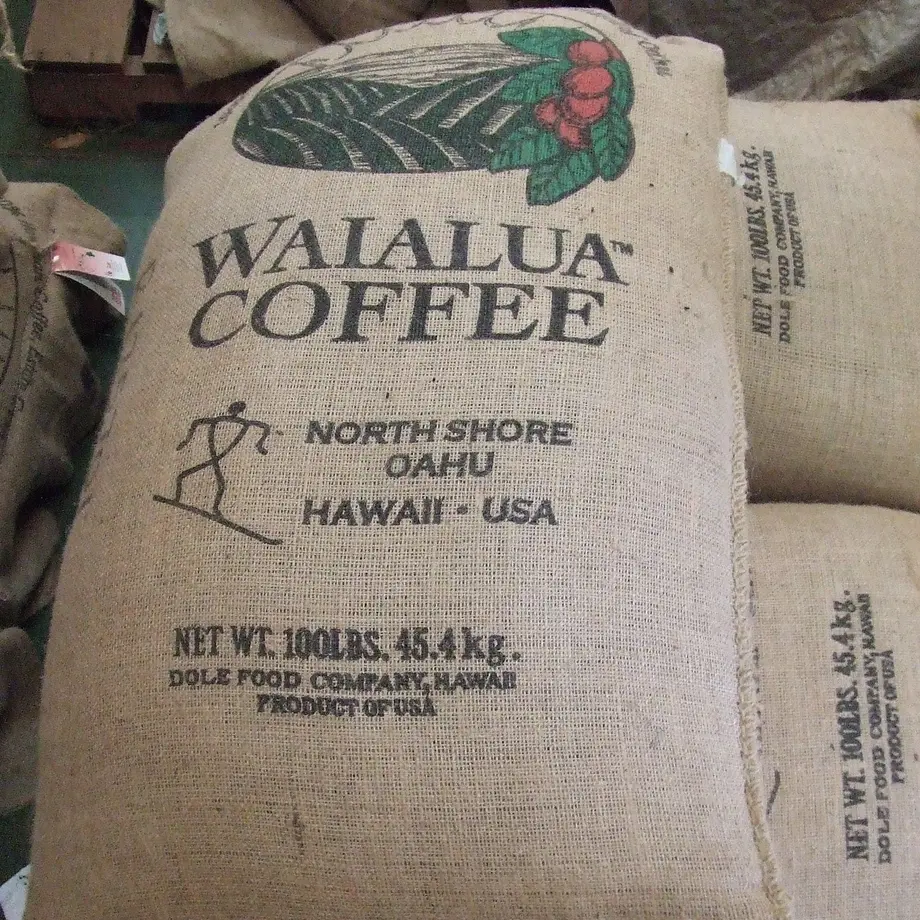 WAIALUA™
COFFEE
NORTH SHORE
OAHU
HAWAII · USA
NET WT. 100LBS. 45.4kg.
DOLE FOOD COMPANY, HAWAII
PRODUCT OF USA
NET WT. 100LBS. 45.4kg.
DOLE FOOD COMPANY, HAWAII
PRODUCT OF USA
NET WT. 100LBS. 45.4kg.
DOLE FOOD COMPANY, HAWAII
PRODUCT OF USA